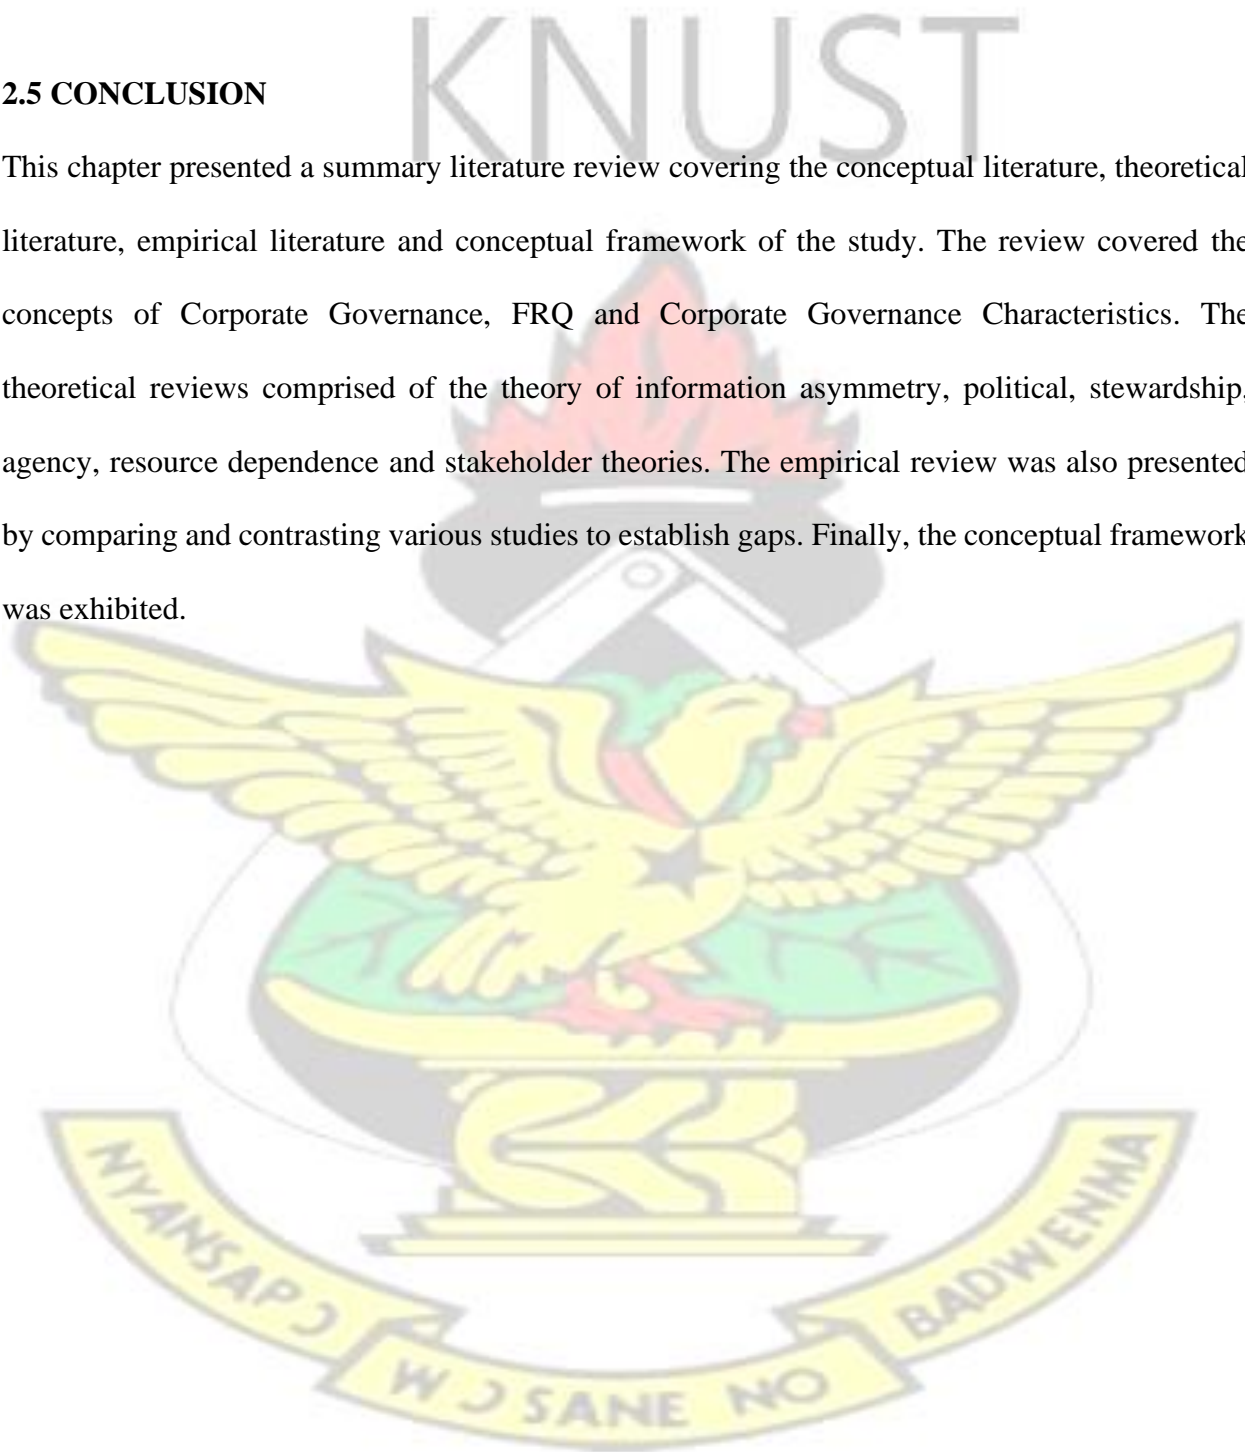 KNUST
2.5 CONCLUSION
This chapter presented a summary literature review covering the conceptual literature, theoretical
literature, empirical literature and conceptual framework of the study. The review covered the
concepts of Corporate Governance, FRQ and Corporate Governance Characteristics. The
theoretical reviews comprised of the theory of information asymmetry, political, stewardship,
agency, resource dependence and stakeholder theories. The empirical review was also presented
by comparing and contrasting various studies to establish gaps. Finally, the conceptual framework
was exhibited.
NYANSAPƆ
WƆSANE NO
BADWENMA